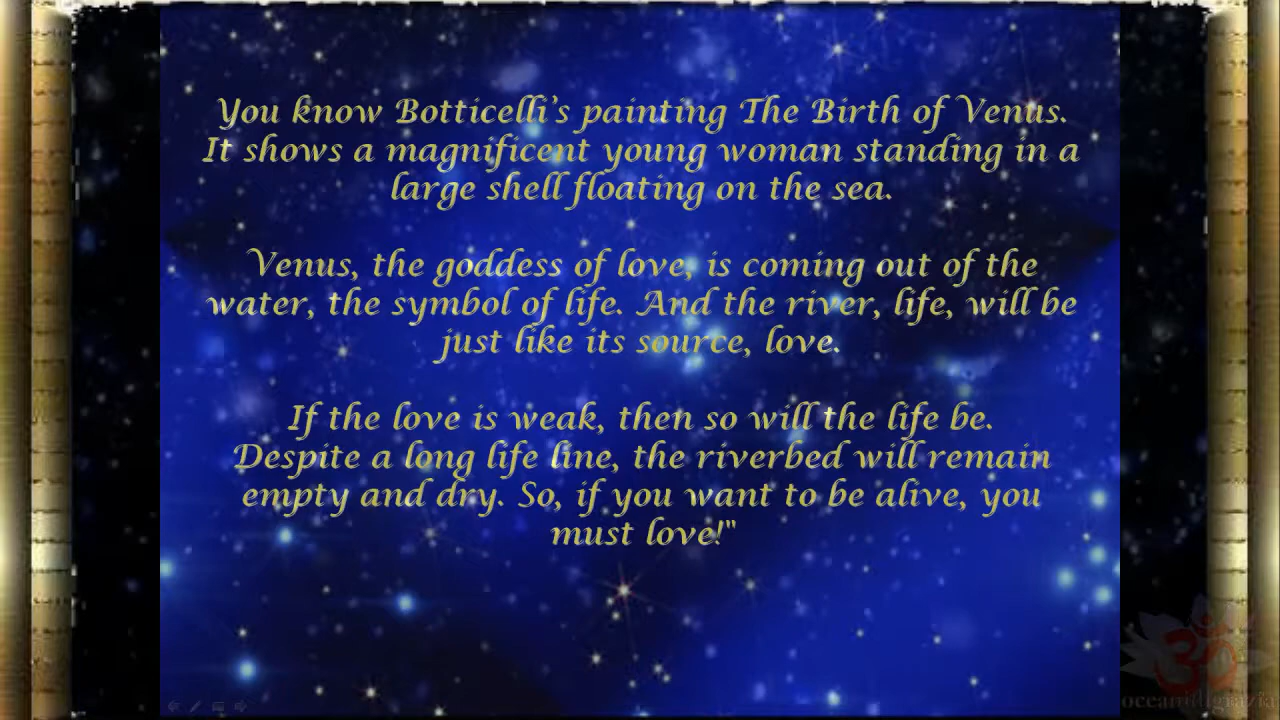 You know Botticelli's painting The Birth of Venus.
It shows a magnificent young woman standing in a
large shell floating on the sea.
Venus, the goddess of love, is coming out of the
water, the symbol of life. And the river, life, will be
just like its source, love.
If the love is weak, then so will the life be.
Despite a long life line, the riverbed will remain
empty and dry. So, if you want to be alive, you
must love!"
ॐ